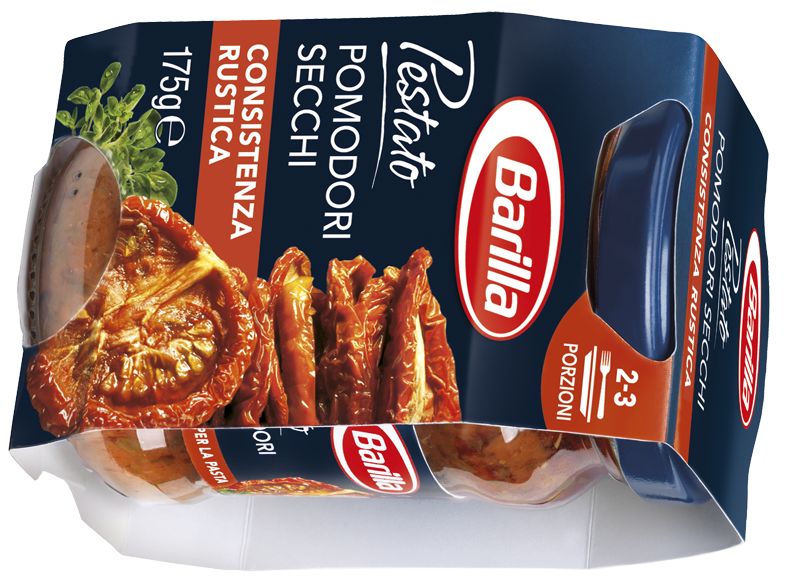 Barilla
Pestato
POMODORI
SECCHI
CONSISTENZA
RUSTICA
175g e
2-3
PORZIONI
Barilla
Pestato
POMODORI SECCHI
CONSISTENZA RUSTICA
Barilla
PER LA PASTA